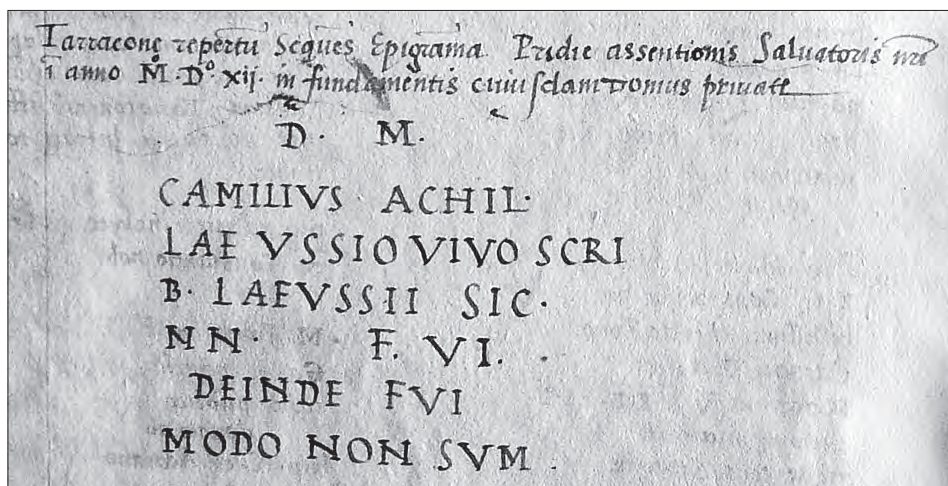 Tarracone repertu Seques Epigrama. Pridie assentionis Saluatoris nri
i anno M. D° xij. in fundamentis cuiusdam domus priuate
D. M.
CAMILIVS ACHIL.
LAE VSSIO VIVO SCRI
B. LAEVSSII SIC.
NN. F. VI.
DEINDE FVI
MODO NON SVM.